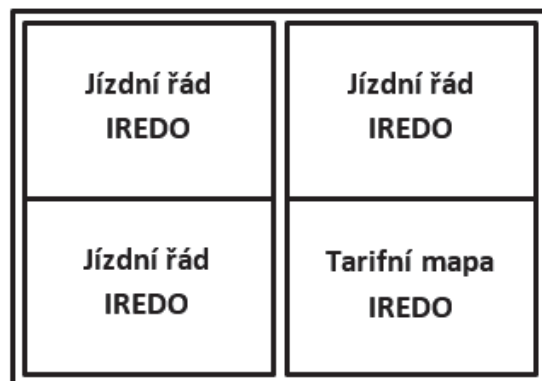 Jízdní řád
IREDO
Jízdní řád
IREDO
Jízdní řád
IREDO
Tarifní mapa
IREDO